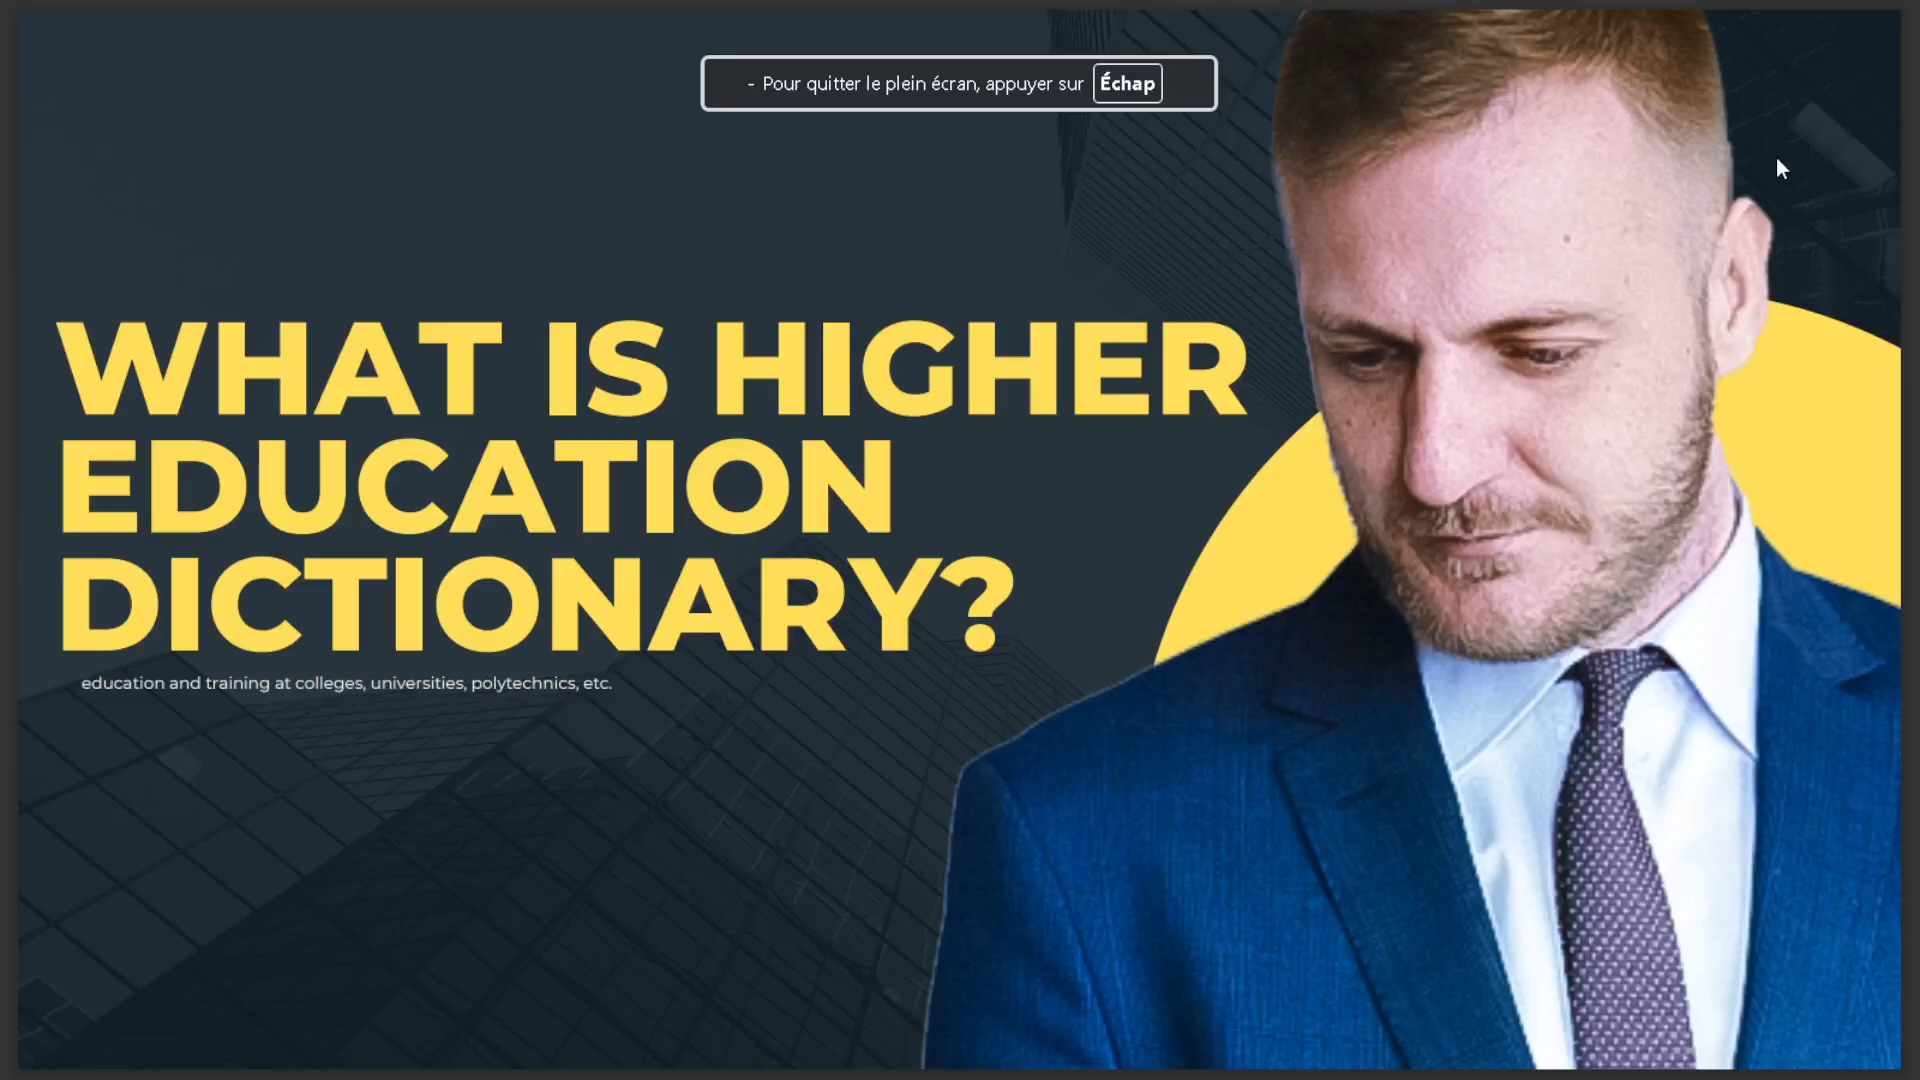 - Pour quitter le plein écran, appuyer sur Échap
WHAT IS HIGHER
EDUCATION
DICTIONARY?
education and training at colleges, universities, polytechnics, etc.